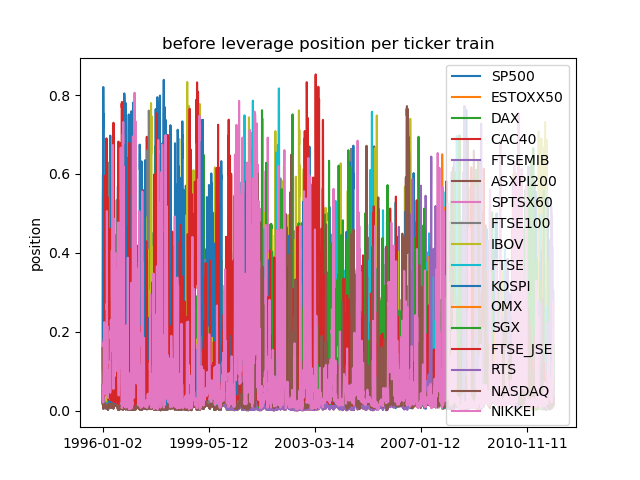 before leverage position per ticker train
position
0.8
0.6
0.4
0.2
0.0
1996-01-02 1999-05-12 2003-03-14 2007-01-12 2010-11-11
SP500
ESTOXX50
DAX
CAC40
FTSEMIB
ASXPI200
SPTSX60
FTSE100
IBOV
FTSE
KOSPI
OMX
SGX
FTSE_JSE
RTS
NASDAQ
NIKKEI